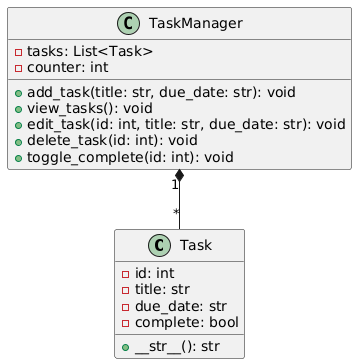 C TaskManager
tasks: List<Task>
counter: int
add_task(title: str, due_date: str): void
view_tasks(): void
edit_task(id: int, title: str, due_date: str): void
delete_task(id: int): void
toggle_complete(id: int): void
1
*
C Task
id: int
title: str
due_date: str
complete: bool
__str__(): str